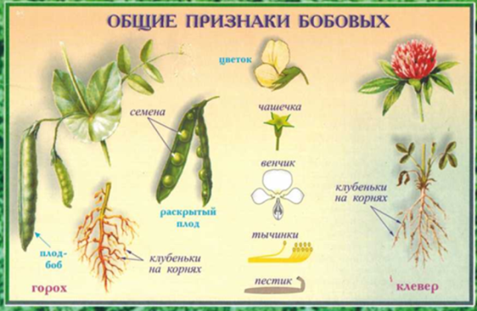 ОБЩИЕ ПРИЗНАКИ БОБОВЫХ
цветок
семена
чашечка
венчик
клубеньки
на корнях
раскрытый
плод
тычинки
плод-
боб
клубеньки
на корнях
пестик
горох
клевер